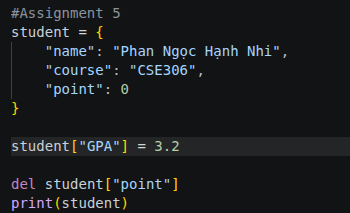 #Assignment 5
student = {
    "name": "Phan Ngọc Hạnh Nhi",
    "course": "CSE306",
    "point": 0
}
student["GPA"] = 3.2
del student["point"]
print(student)